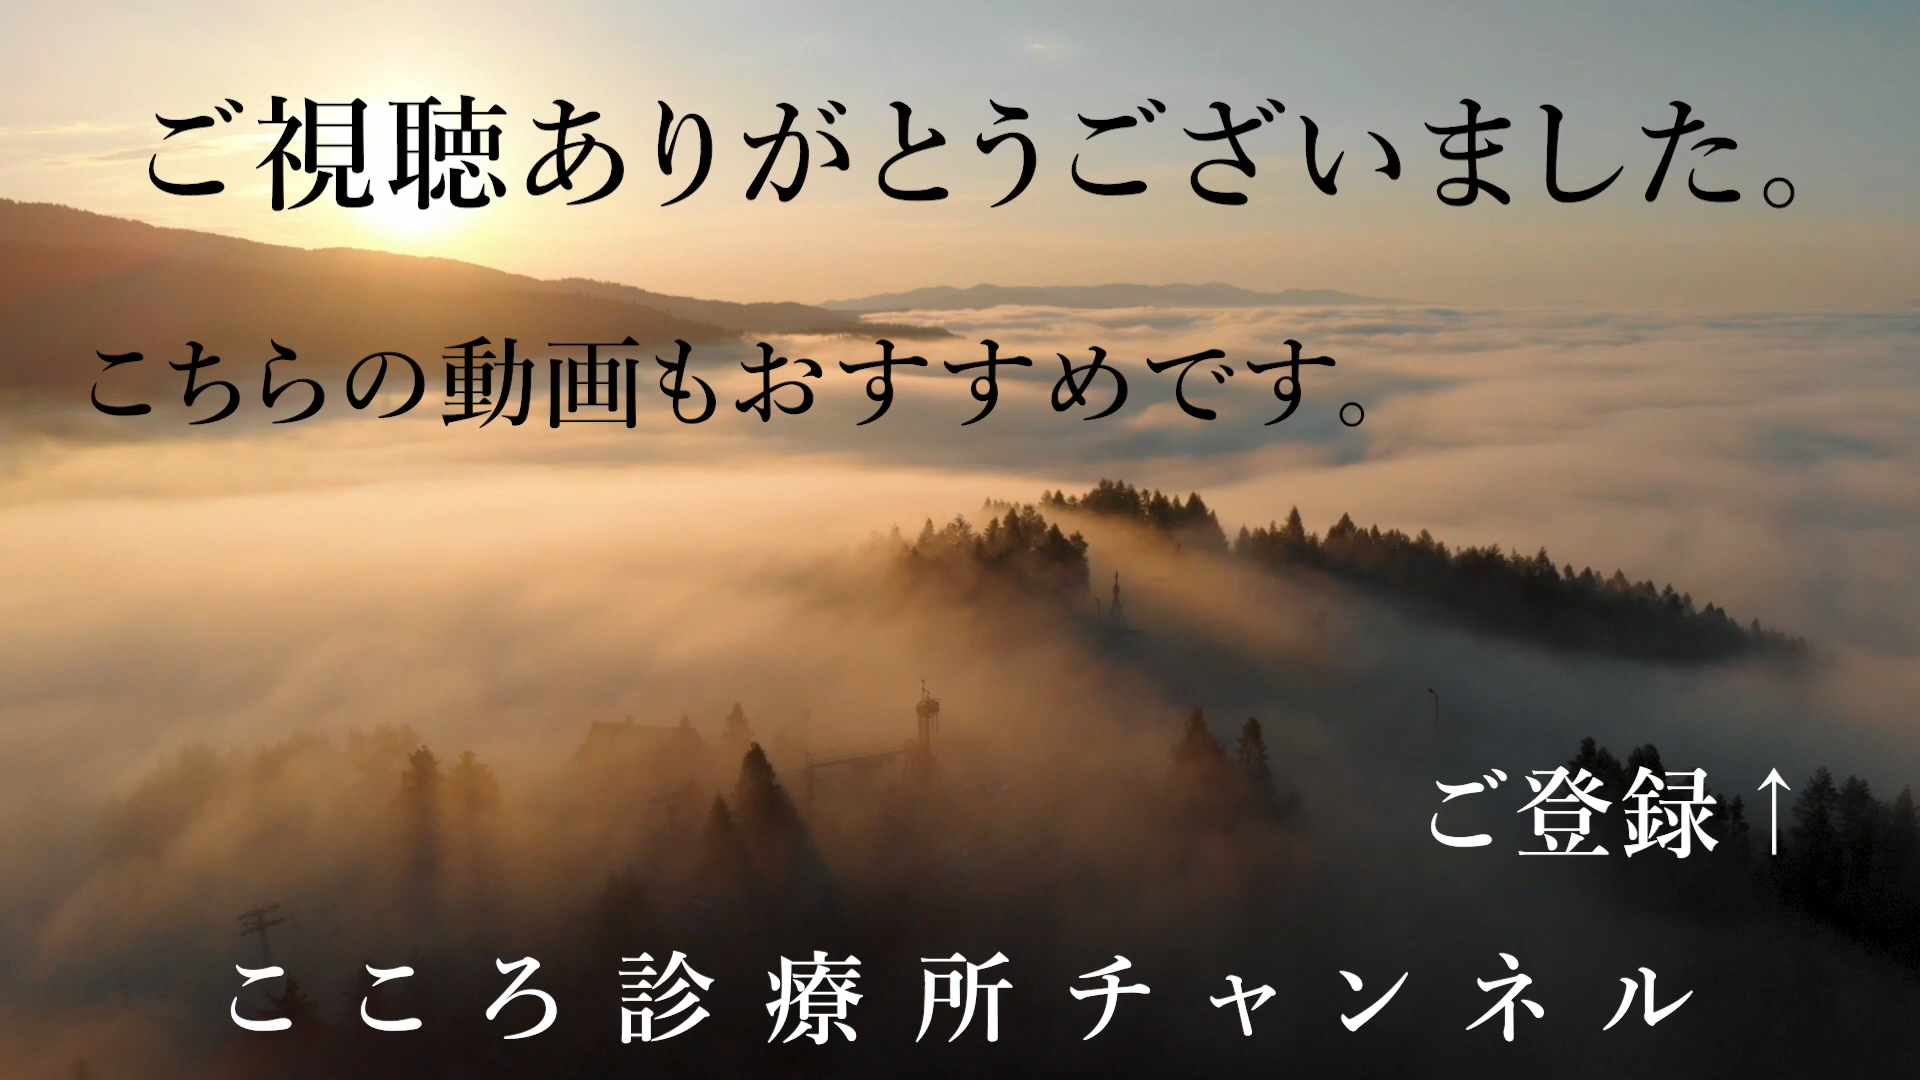 ご視聴ありがとうございました。
こちらの動画もおすすめです。
ご登録↑
こころ診療所チャンネル